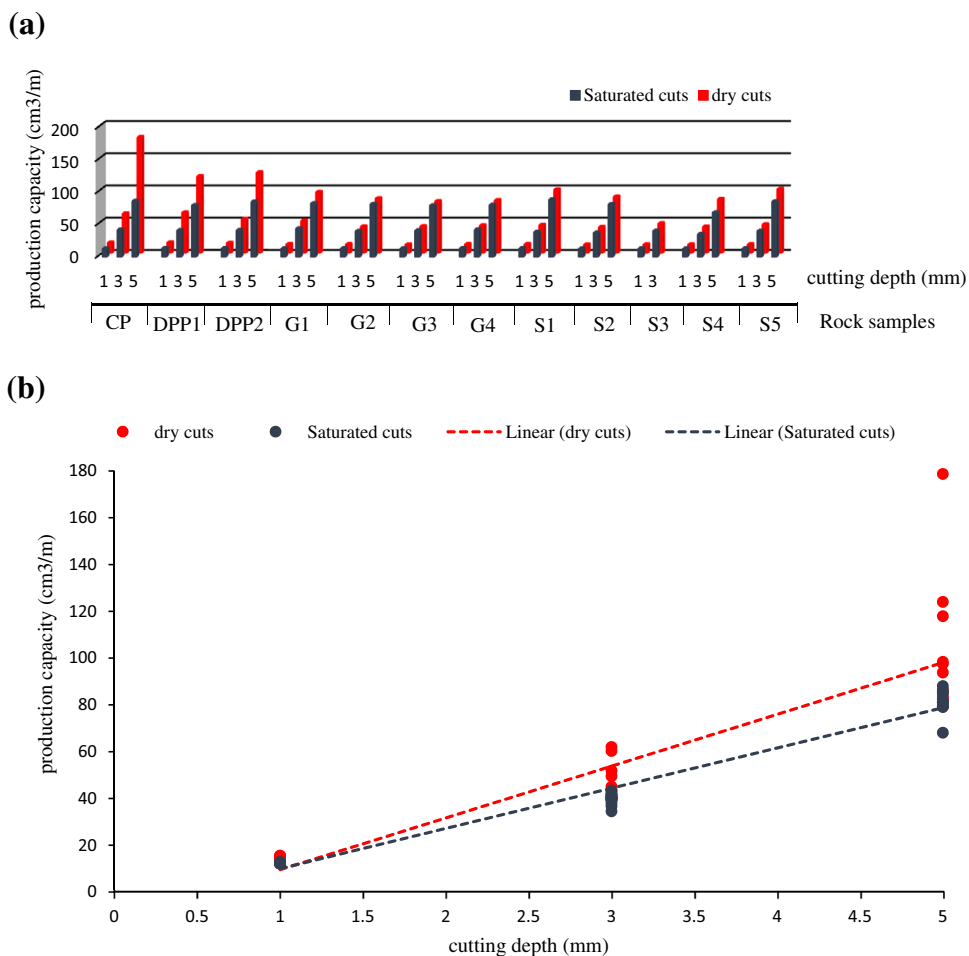 (a)
production capacity (cm3/m)
Saturated cuts dry cuts
200
150
100
50
0
1 3 5 1 3 5 1 3 5 1 3 5 1 3 5 1 3 5 1 3 5 1 3 5 1 3 5 1 3 1 3 5 1 3 5 cutting depth (mm)
CP DPP1 DPP2 G1 G2 G3 G4 S1 S2 S3 S4 S5 Rock samples
(b)
dry cuts Saturated cuts Linear (dry cuts) Linear (Saturated cuts)
production capacity (cm3/m)
180
160
140
120
100
80
60
40
20
0
0 0.5 1 1.5 2 2.5 3 3.5 4 4.5 5
cutting depth (mm)